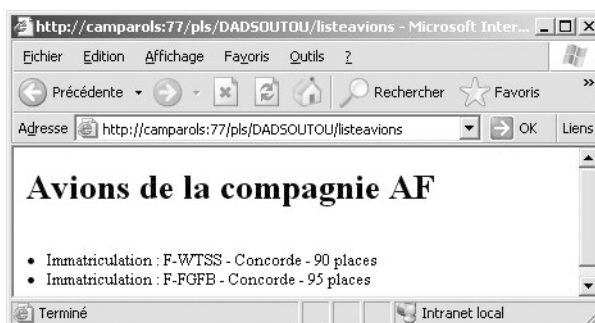 http://camparols:77/pls/DADSOUTOU/listeavions - Microsoft Inter...
Fichier Edition Affichage Favoris Outils ?
Précédente Rechercher Favoris »
Adresse http://camparols:77/pls/DADSOUTOU/listeavions OK Liens
Avions de la compagnie AF
• Immatriculation : F-WTSS - Concorde - 90 places
• Immatriculation : F-FGFB - Concorde - 95 places
Terminé Intranet local